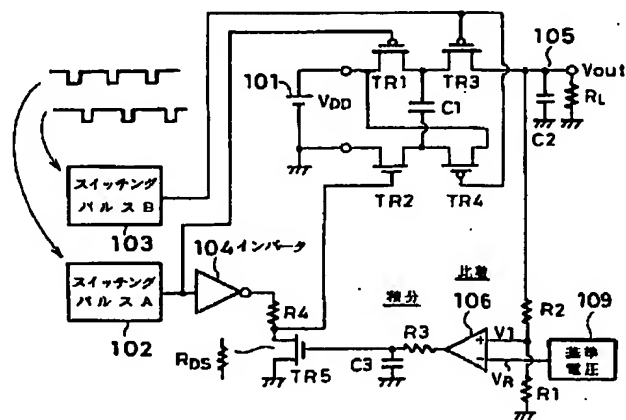 105
Vout
TR1
TR3
101
VDD
C1
C2
RL
スイッチング
パルスB
103
TR2
TR4
スイッチング
パルスA
102
104 インバータ
R4
RDS
TR5
積分
比較
106
R3
C3
+
−
V1
VR
R2
R1
109
基準
電圧